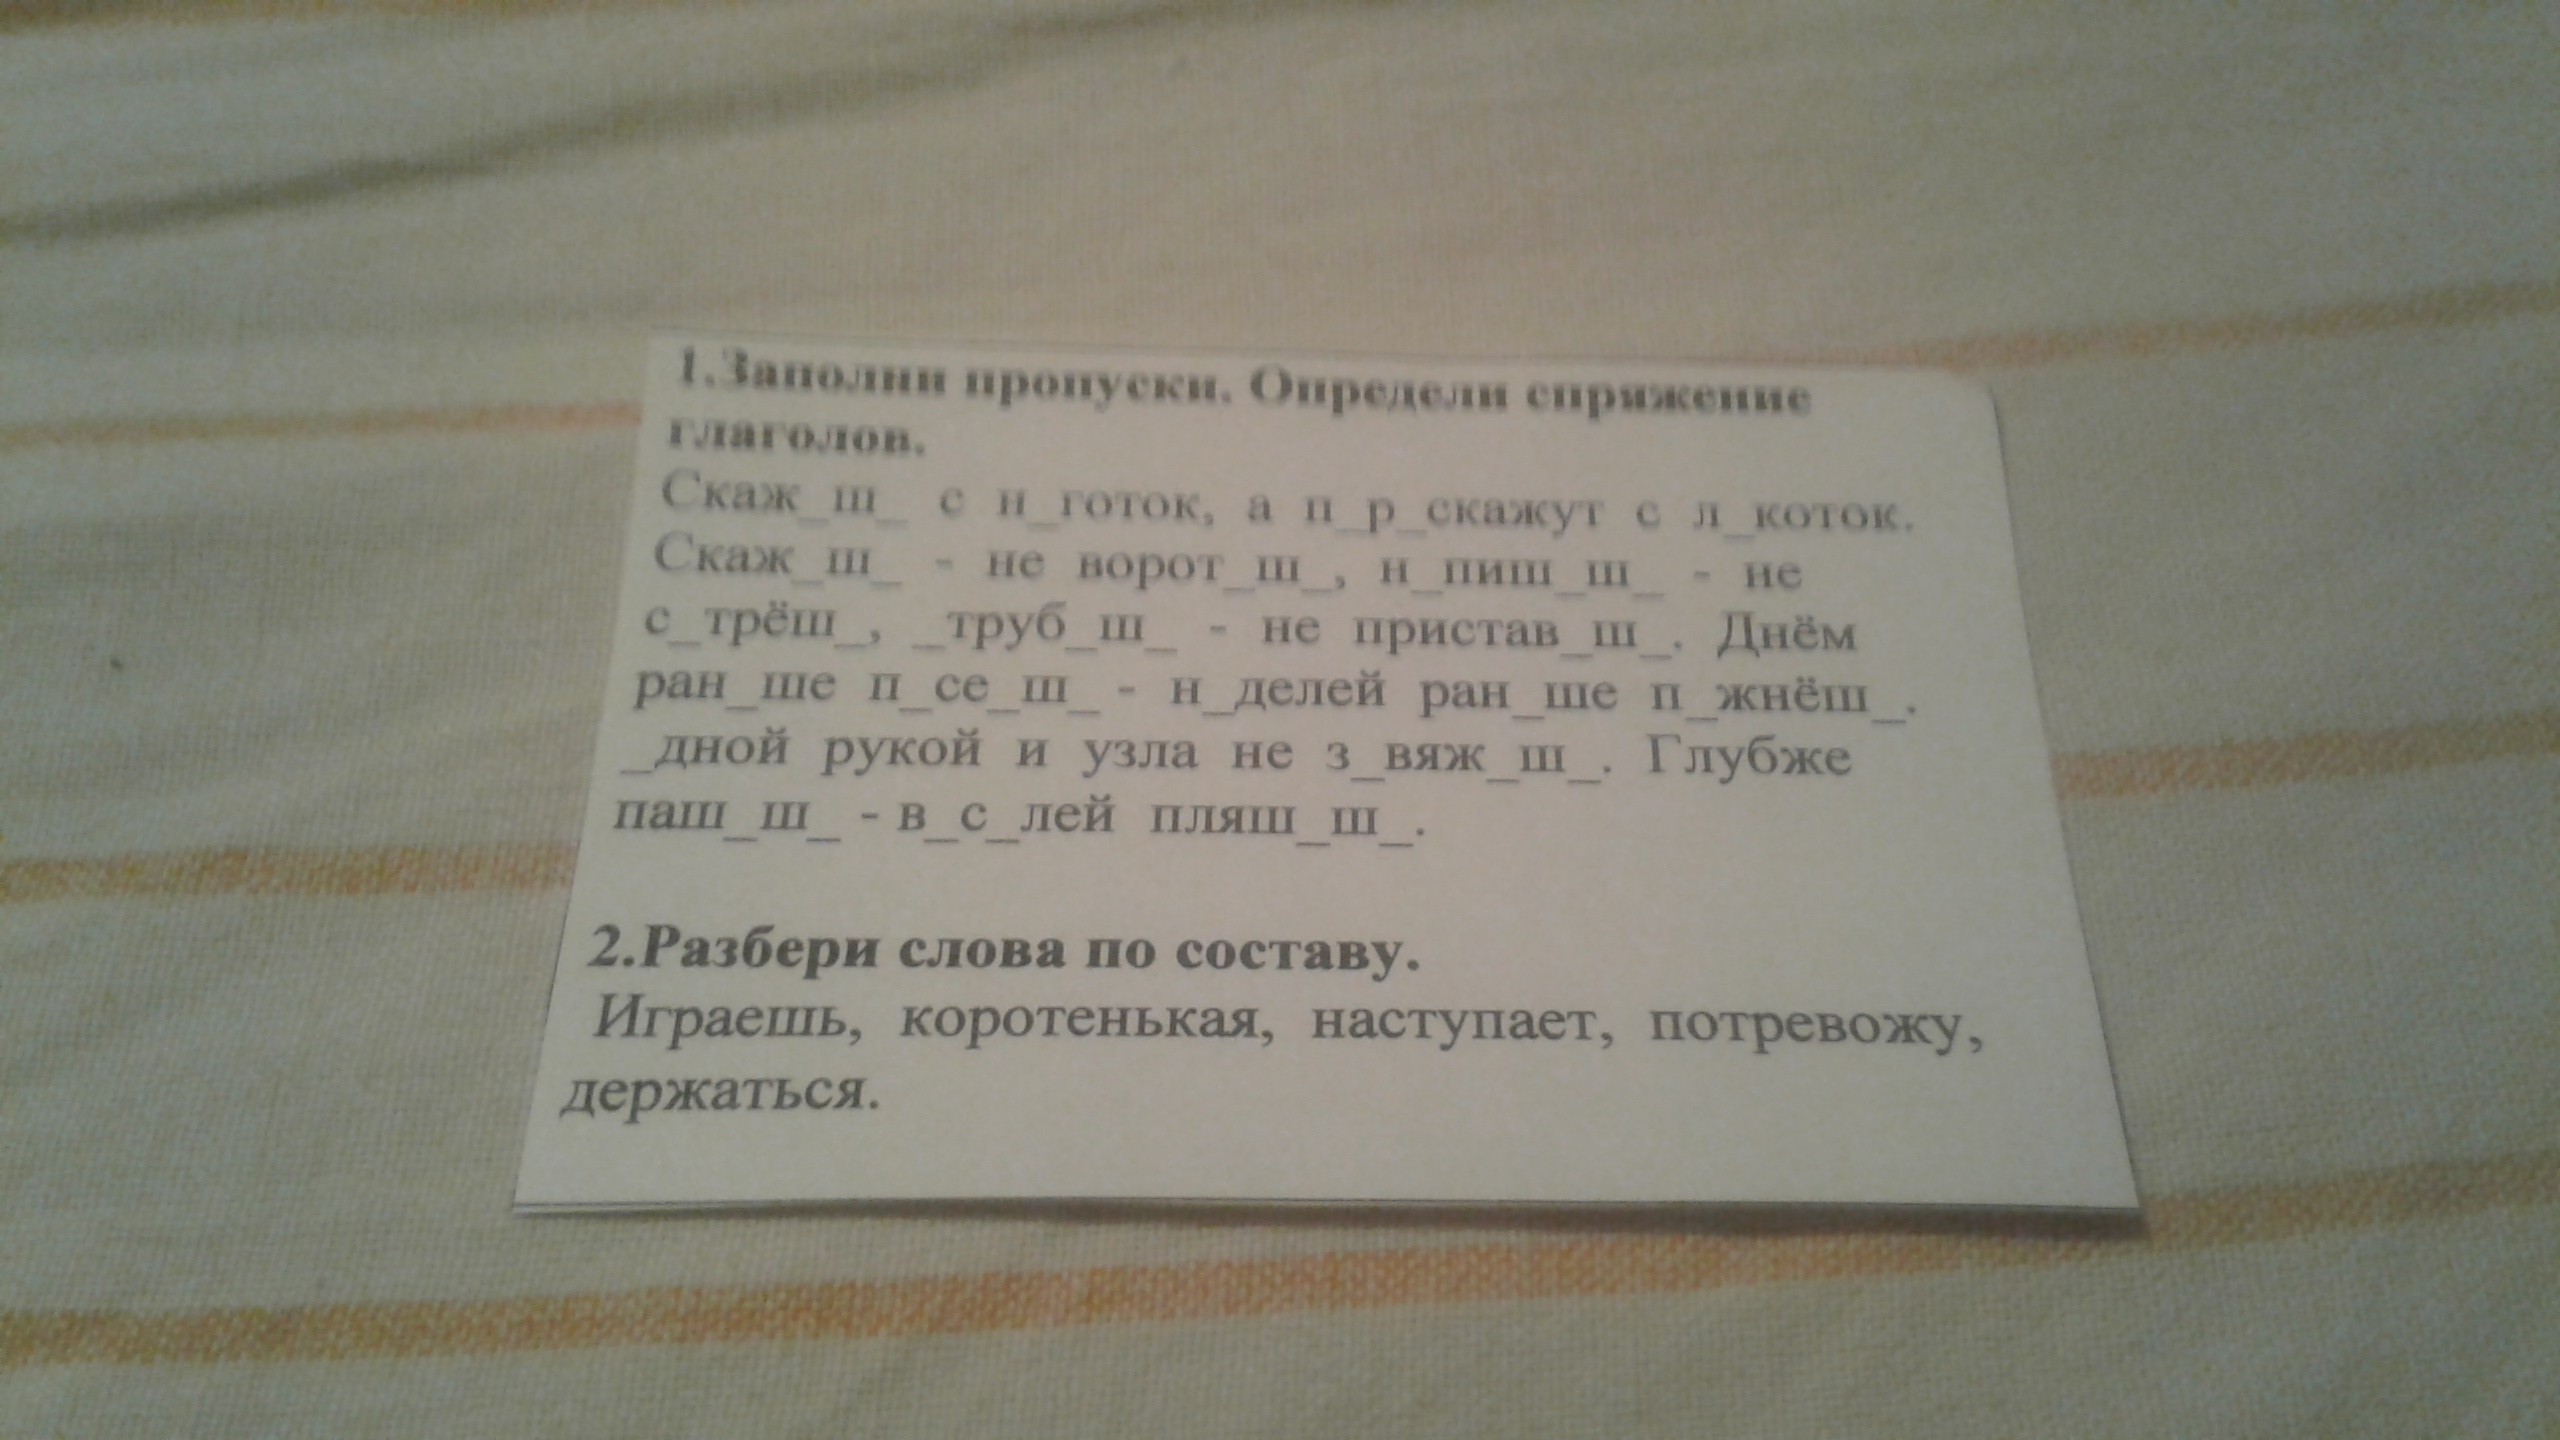 1.Заполни пропуски. Определи спряжение
глаголов.
Скаж_ш_ с н_готок, а п_р_скажут с л_коток.
Скаж_ш_ - не ворот_ш_, н_пиш_ш_ - не
с_трёш_, _труб_ш_ - не пристав_ш_. Днём
ран_ше п_се_ш_ - н_делей ран_ше п_жнёш_.
_дной рукой и узла не з_вяж_ш_. Глубже
паш_ш_ - в_с_лей пляш_ш_.
2.Разбери слова по составу.
Играешь, коротенькая, наступает, потревожу,
держаться.